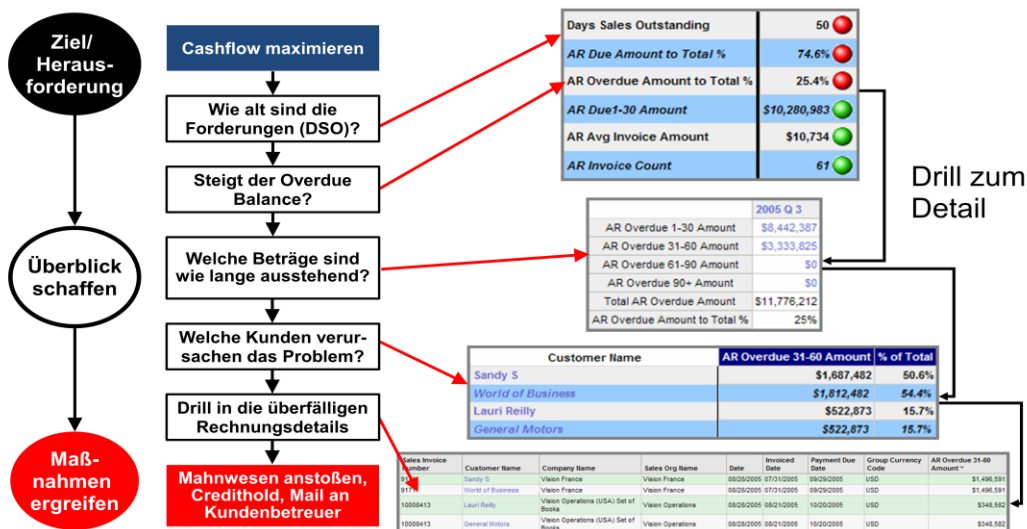 Ziel/
Heraus-
forderung
Überblick
schaffen
Maß-
nahmen
ergreifen
Cashflow maximieren
Wie alt sind die
Forderungen (DSO)?
Steigt der Overdue
Balance?
Welche Beträge sind
wie lange ausstehend?
Welche Kunden verur-
sachen das Problem?
Drill in die überfälligen
Rechnungsdetails
Mahnwesen anstoßen,
Credithold, Mail an
Kundenbetreuer
Days Sales Outstanding 50
AR Due Amount to Total % 74.6%
AR Overdue Amount to Total % 25.4%
AR Due1-30 Amount $10,280,983
AR Avg Invoice Amount $10,734
AR Invoice Count 61
Drill zum
Detail
2005 Q 3
AR Overdue 1-30 Amount $8,442,387
AR Overdue 31-60 Amount $3,333,825
AR Overdue 61-90 Amount $0
AR Overdue 90+ Amount $0
Total AR Overdue Amount $11,776,212
AR Overdue Amount to Total % 25%
Customer Name AR Overdue 31-60 Amount % of Total
Sandy S $1,687,482 50.6%
World of Business $1,812,482 54.4%
Lauri Reilly $522,873 15.7%
General Motors $522,873 15.7%
Sales Invoice Number Customer Name Company Name Sales Org Name Date Invoiced Date Payment Due Date Group Currency Code AR Overdue 31-60 Amount
Sandy S Vision France Vision France 08/28/2005 07/31/2005 09/29/2005 USD $1,496,591
World of Business Vision France Vision France 08/28/2005 07/31/2005 09/29/2005 USD $1,496,591
10008413 Lauri Reilly Vision Operations (USA) Set of Books Vision Operations 08/28/2005 08/21/2005 10/20/2005 USD $348,582
10008413 General Motors Vision Operations (USA) Set of Books Vision Operations 08/28/2005 08/21/2005 10/20/2005 USD $348,582